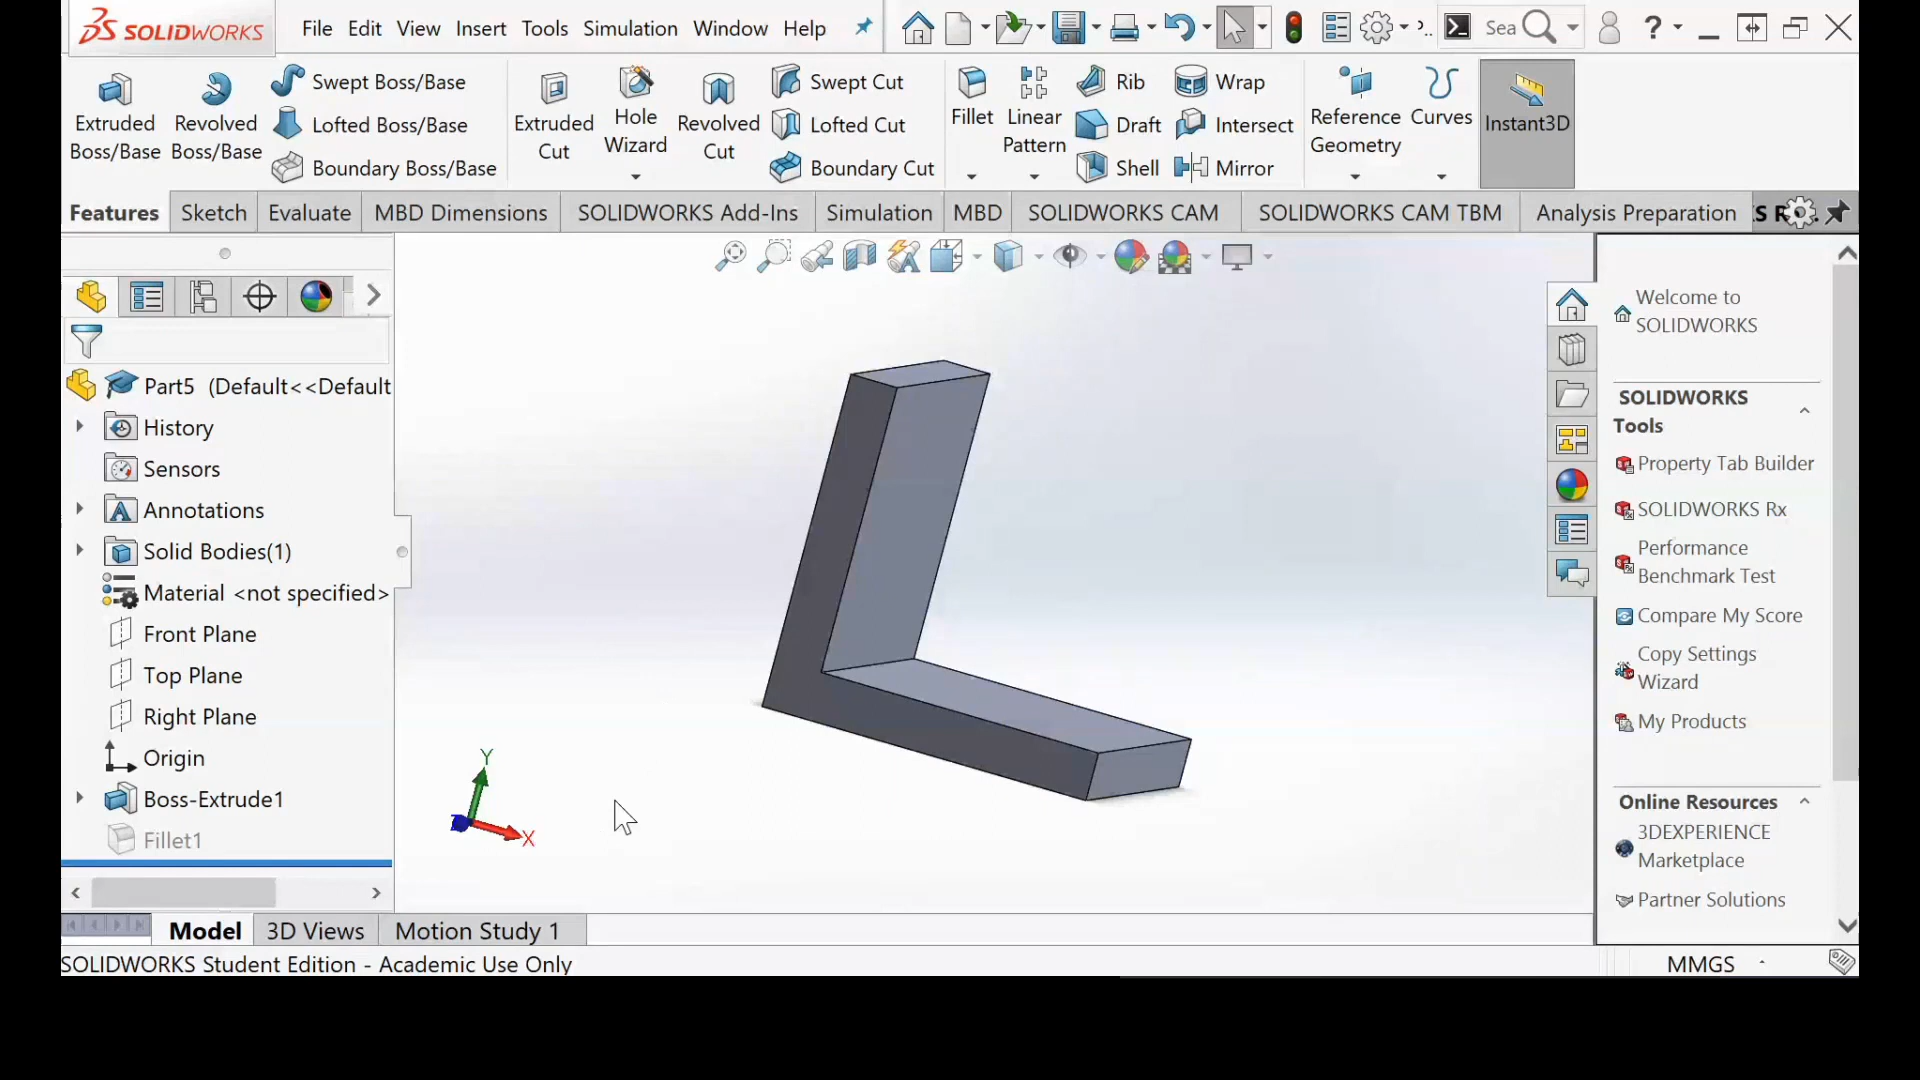 SOLIDWORKS File Edit View Insert Tools Simulation Window Help Sea ?
Extruded Boss/Base
Revolved Boss/Base
Swept Boss/Base
Lofted Boss/Base
Boundary Boss/Base
Extruded Cut
Hole Wizard
Revolved Cut
Swept Cut
Lofted Cut
Boundary Cut
Fillet
Linear Pattern
Rib
Draft
Shell
Wrap
Intersect
Mirror
Reference Geometry
Curves
Instant3D
Features Sketch Evaluate MBD Dimensions SOLIDWORKS Add-Ins Simulation MBD SOLIDWORKS CAM SOLIDWORKS CAM TBM Analysis Preparation S R
Part5 (Default<<Default
History
Sensors
Annotations
Solid Bodies(1)
Material <not specified>
Front Plane
Top Plane
Right Plane
Origin
Boss-Extrude1
Fillet1
Y
X
Welcome to
SOLIDWORKS
SOLIDWORKS
Tools
Property Tab Builder
SOLIDWORKS Rx
Performance
Benchmark Test
Compare My Score
Copy Settings
Wizard
My Products
Online Resources
3DEXPERIENCE
Marketplace
Partner Solutions
Model 3D Views Motion Study 1
SOLIDWORKS Student Edition - Academic Use Only
MMGS